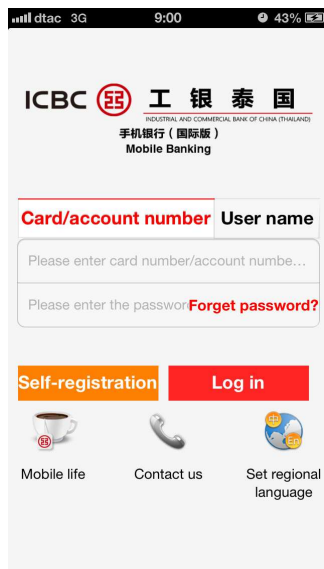 dtac 3G 9:00 43%
ICBC 工 银 泰 国
INDUSTRIAL AND COMMERCIAL BANK OF CHINA (THAILAND)
手机银行（国际版）
Mobile Banking
Card/account number User name
Please enter card number/account numbe...
Please enter the passwor Forget password?
Self-registration Log in
中
En
Mobile life Contact us Set regional
language